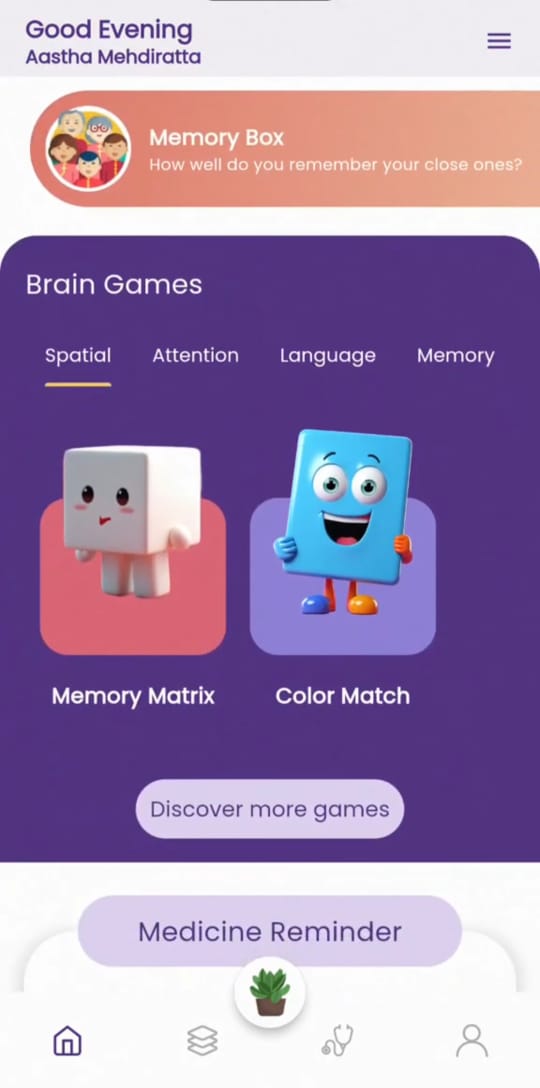 Good Evening
Aastha Mehdiratta
Memory Box
How well do you remember your close ones?
Brain Games
Spatial Attention Language Memory
Memory Matrix Color Match
Discover more games
Medicine Reminder